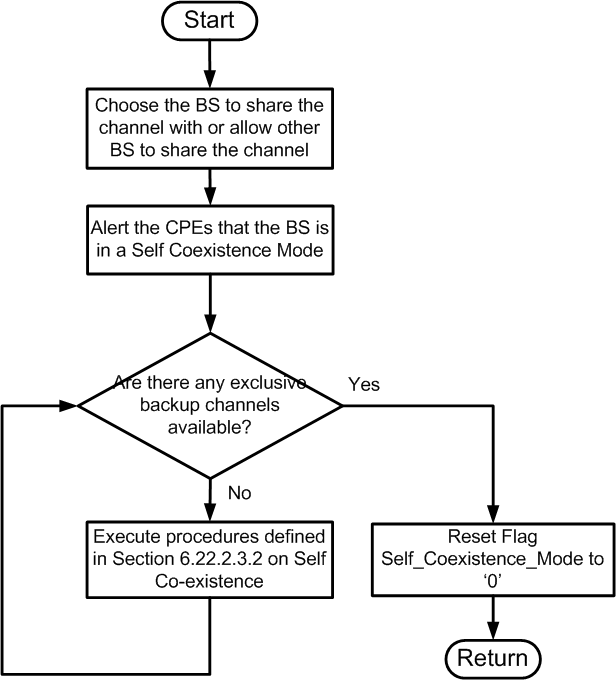 Start
Choose the BS to share the
channel with or allow other
BS to share the channel
Alert the CPEs that the BS is
in a Self Coexistence Mode
Are there any exclusive
backup channels
available?
Yes
No
Execute procedures defined
in Section 6.22.2.3.2 on Self
Co-existence
Reset Flag
Self_Coexistence_Mode to
‘0’
Return